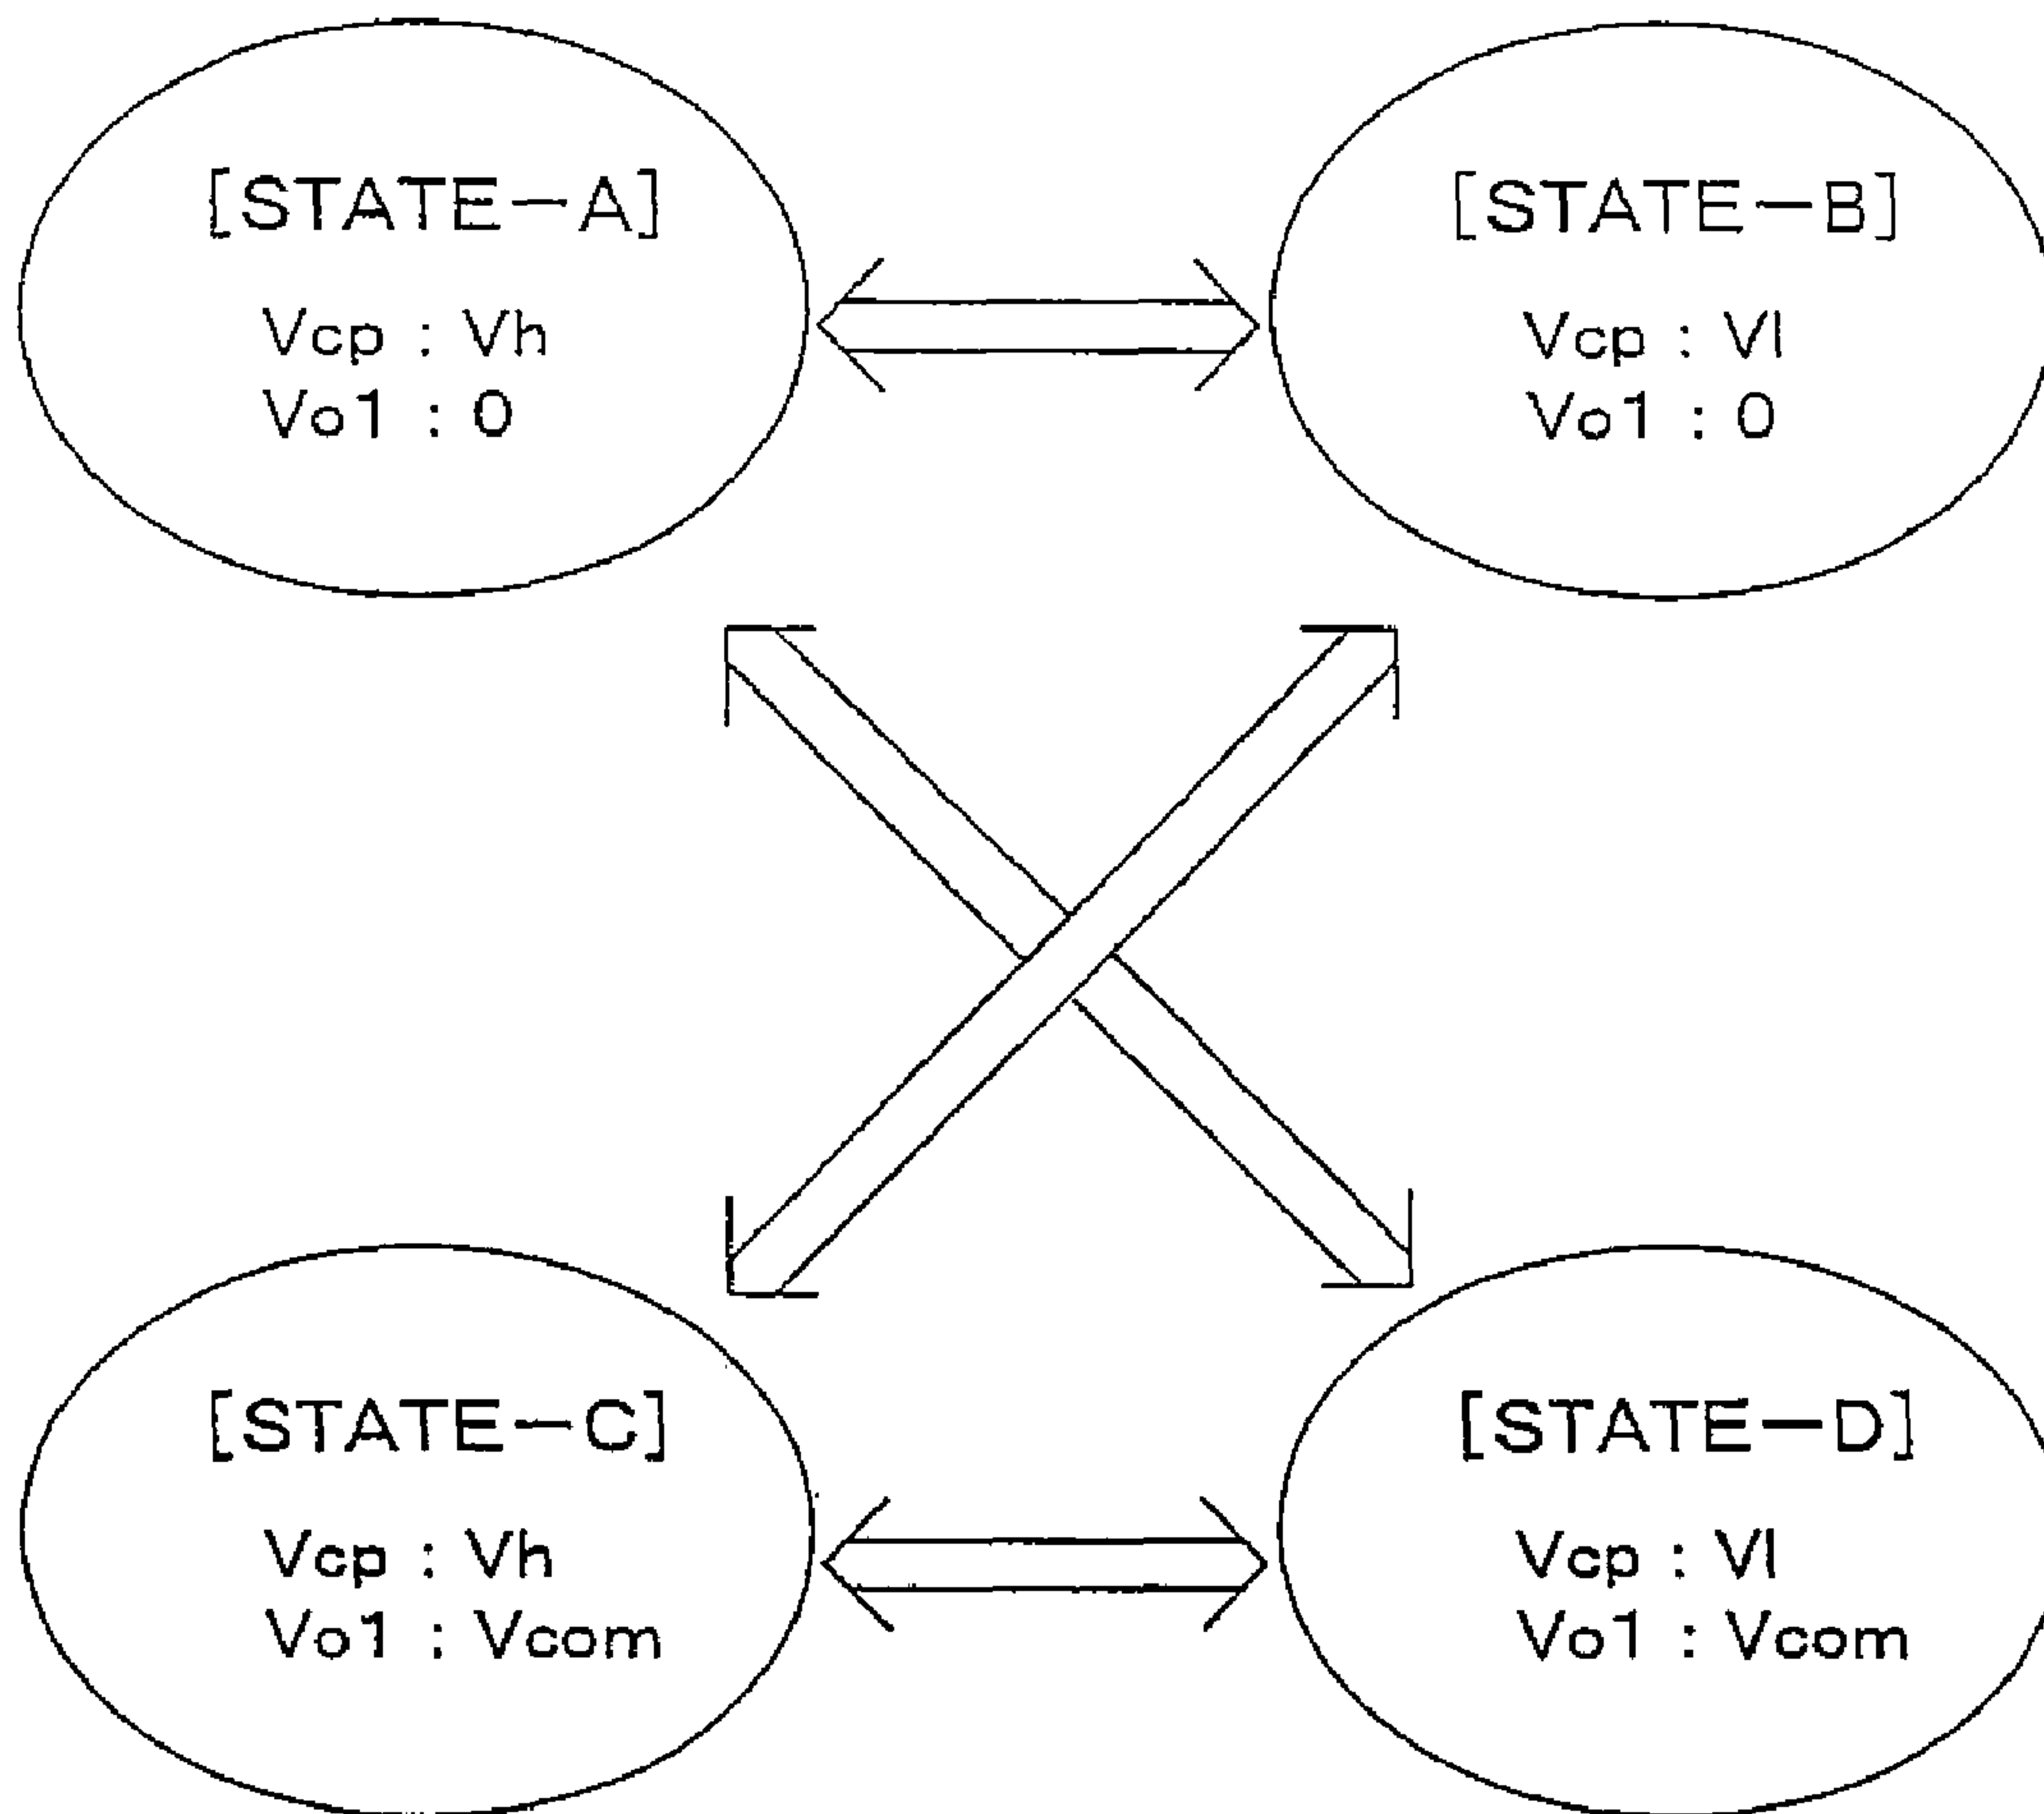 [STATE-A]
Vcp : Vh
Vo1 : 0
[STATE-B]
Vcp : Vl
Vo1 : 0
[STATE-C]
Vcp : Vh
Vo1 : Vcom
[STATE-D]
Vcp : Vl
Vo1 : Vcom